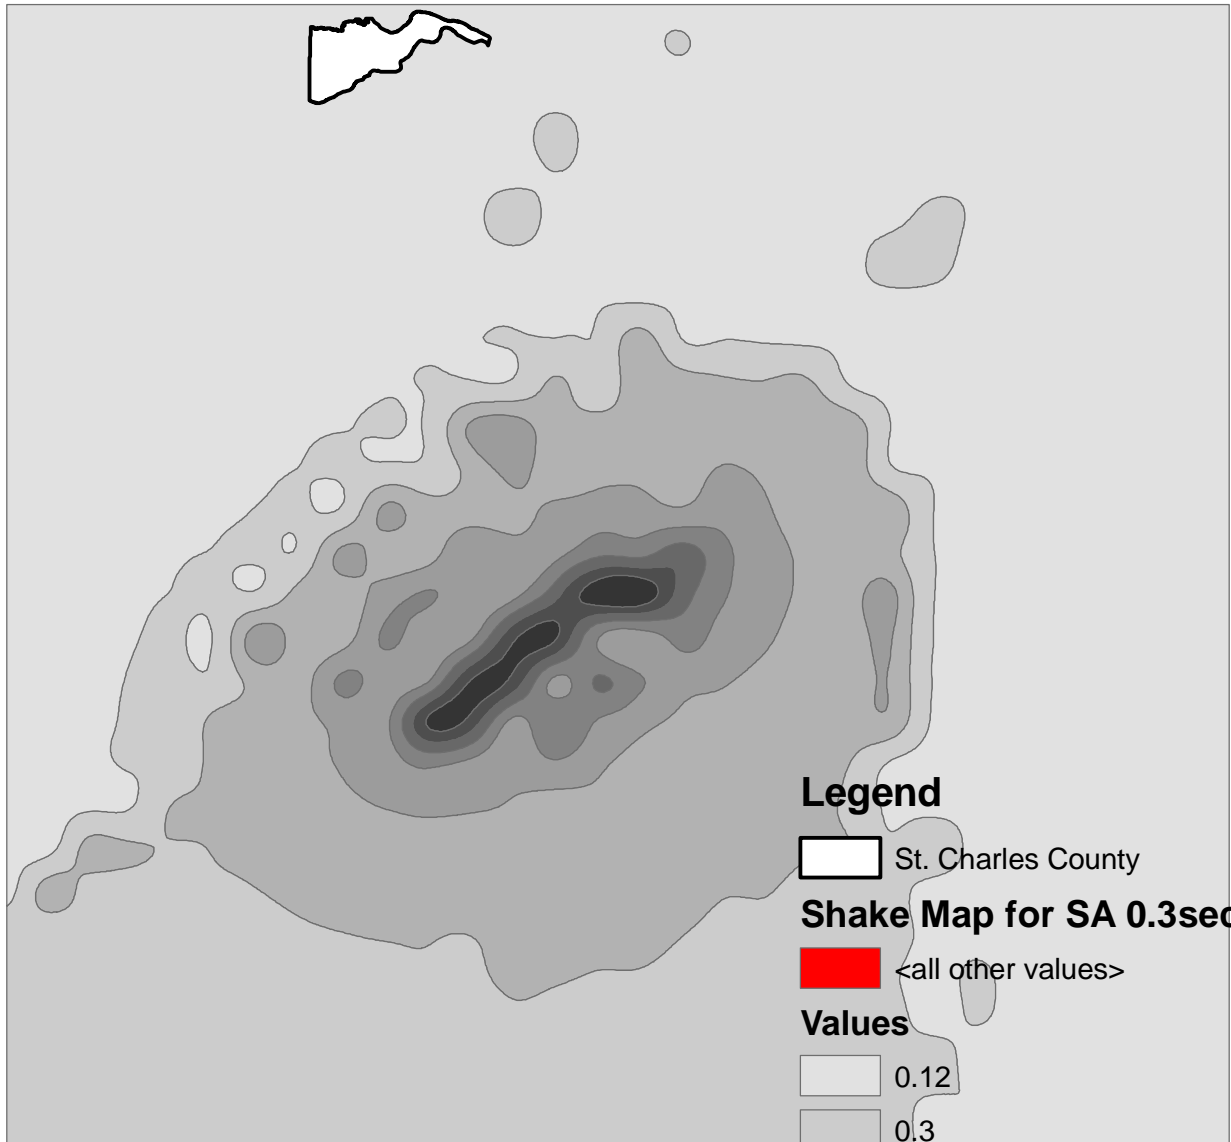 Legend
St. Charles County
Shake Map for SA 0.3sec
<all other values>
Values
0.12
0.3